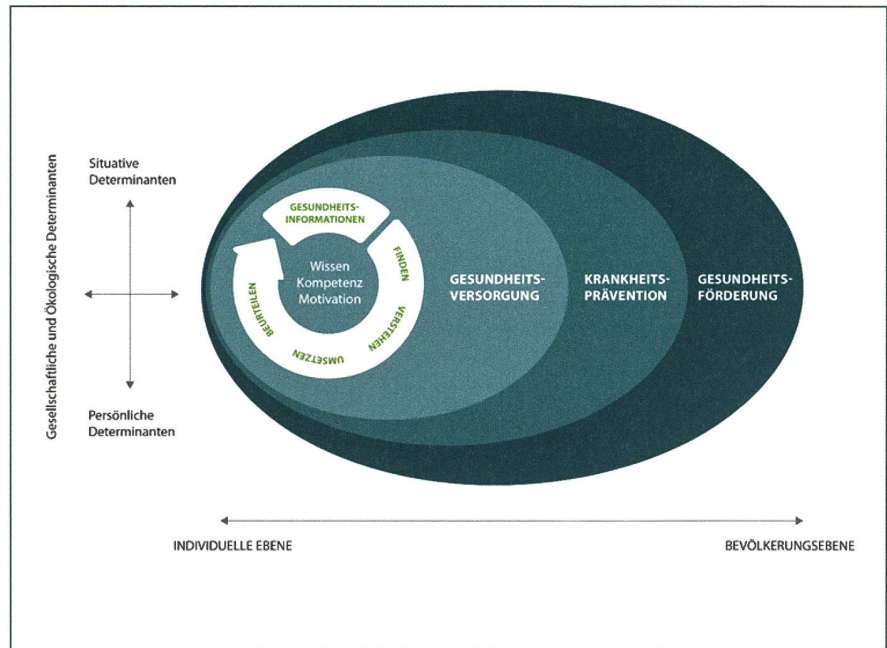 Gesellschaftliche und Ökologische Determinanten
Situative
Determinanten
Persönliche
Determinanten
GESUNDHEITS-
INFORMATIONEN
FINDEN
VERSTEHEN
UMSETZEN
BEURTEILEN
Wissen
Kompetenz
Motivation
GESUNDHEITS-
VERSORGUNG
KRANKHEITS-
PRÄVENTION
GESUNDHEITS-
FÖRDERUNG
INDIVIDUELLE EBENE
BEVÖLKERUNGSEBENE